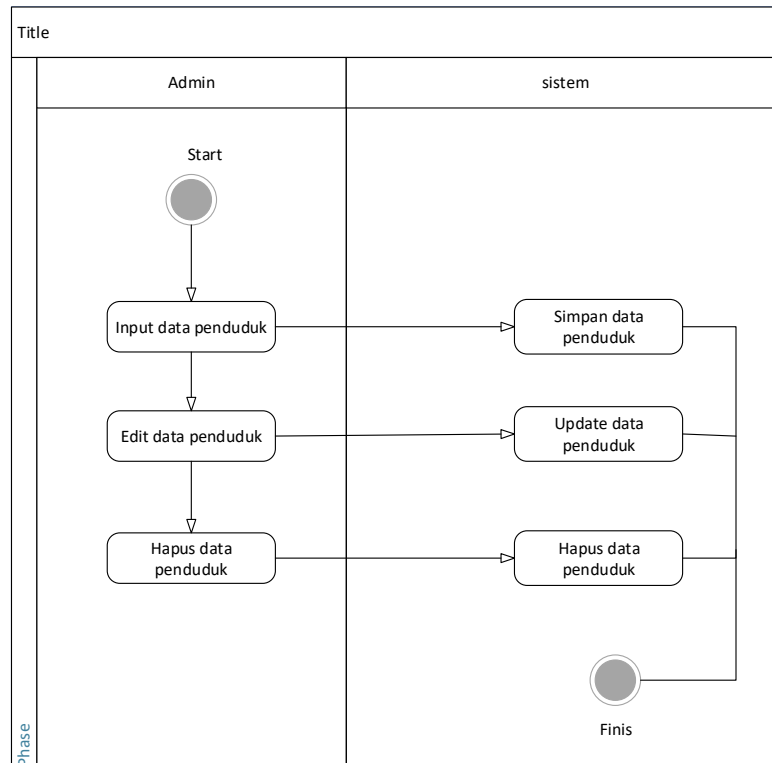 Title
Admin
sistem
Start
Input data penduduk
Simpan data
penduduk
Edit data penduduk
Update data
penduduk
Hapus data
penduduk
Hapus data
penduduk
Finis
Phase